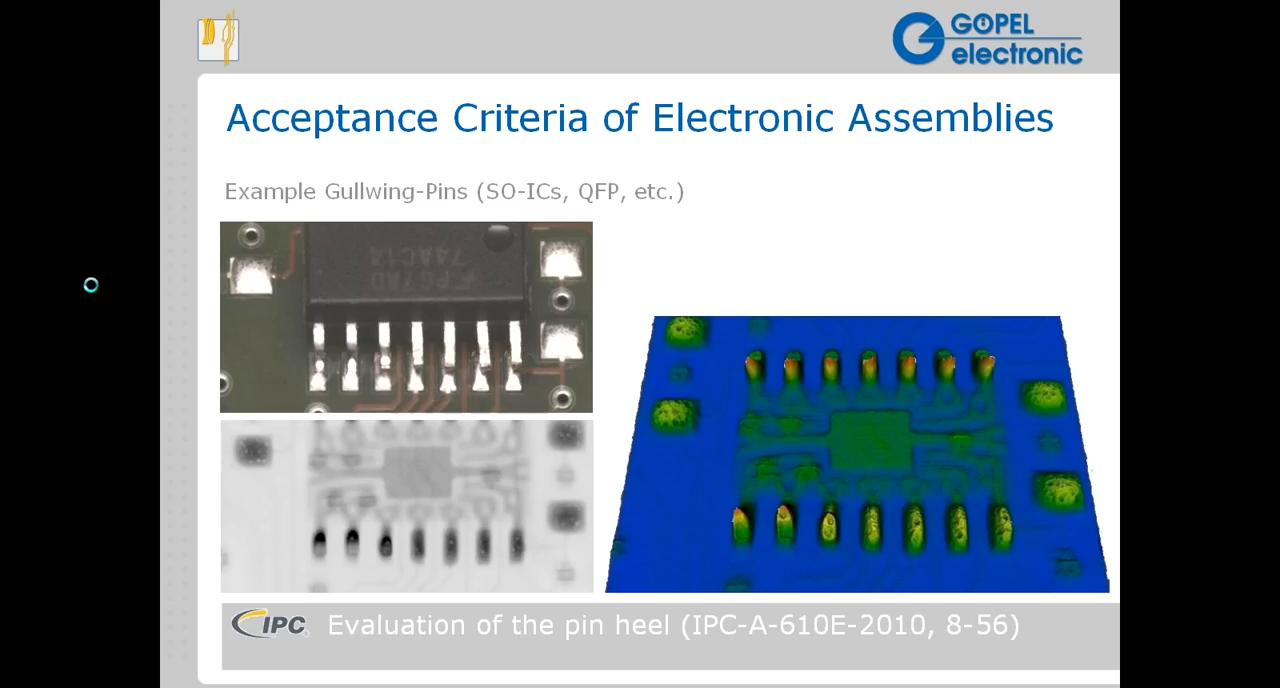 GÖPEL
electronic
Acceptance Criteria of Electronic Assemblies
Example Gullwing-Pins (SO-ICs, QFP, etc.)
74AC14
IPC
Evaluation of the pin heel (IPC-A-610E-2010, 8-56)